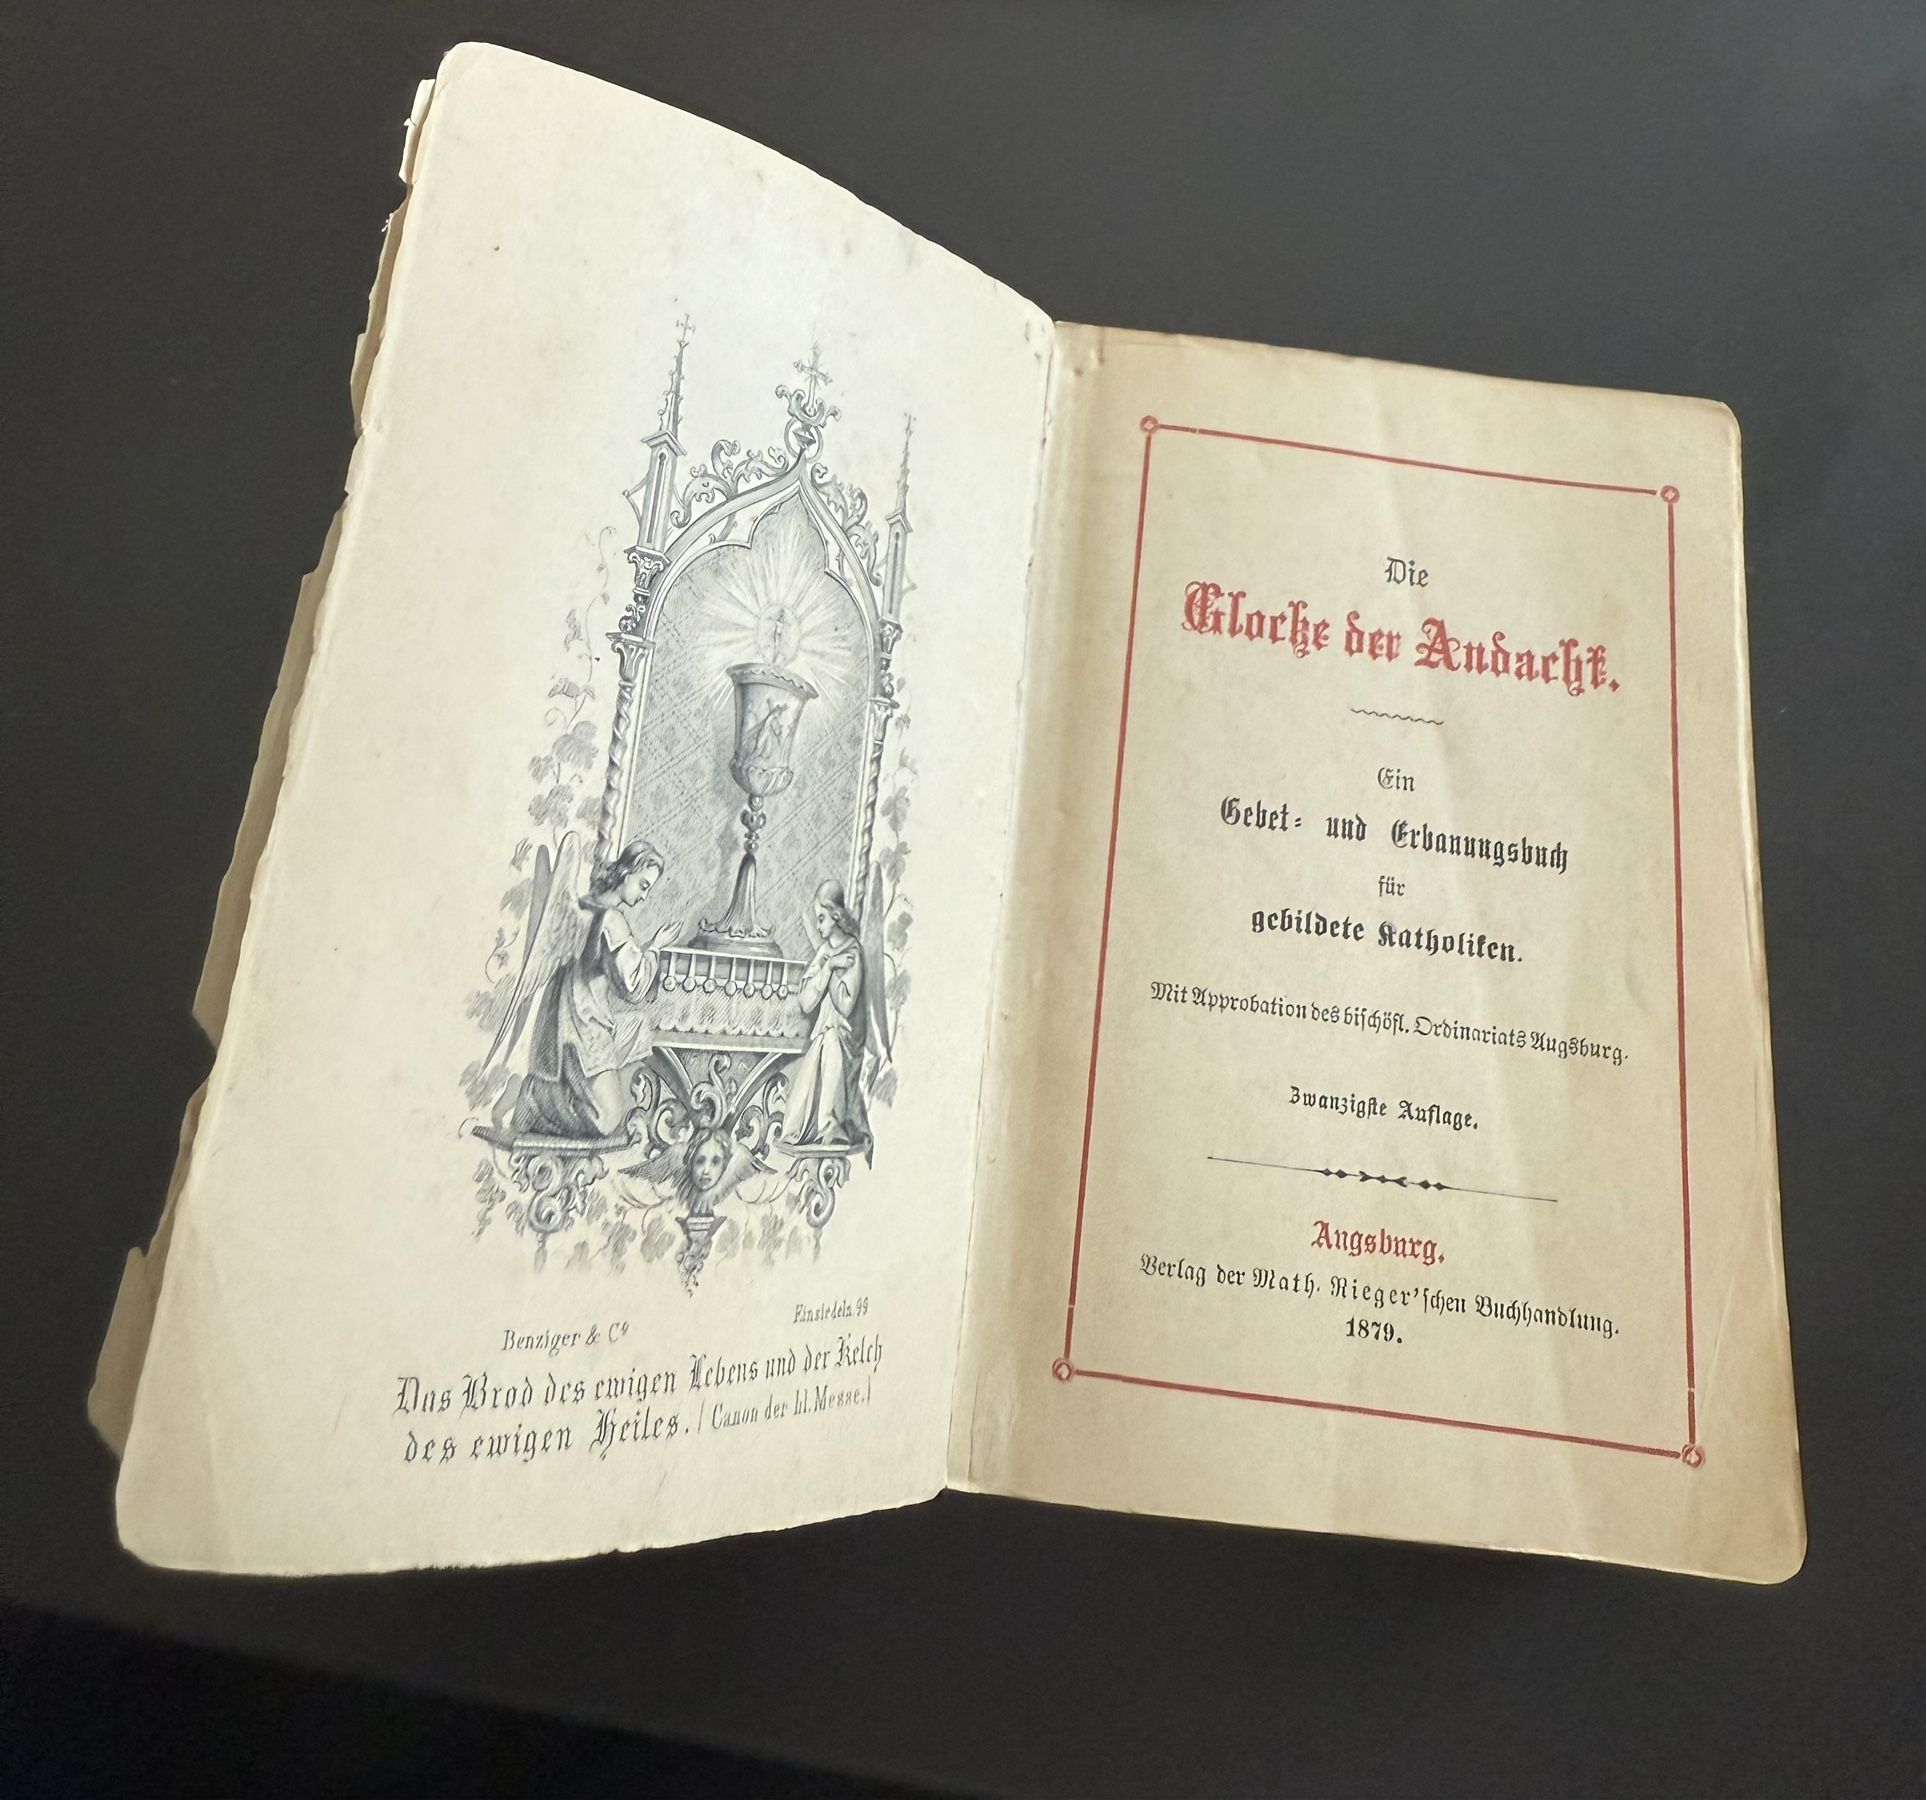 Benziger & Co Einsiedeln.99
Das Brod des ewigen Lebens und der Kelch
des ewigen Heiles. (Canon der hl. Messe.)
Die
Glocke der Andacht.
Ein
Gebet- und Erbauungsbuch
für
gebildete Katholiken.
Mit Approbation des bischöfl. Ordinariats Augsburg.
Zwanzigste Auflage.
Augsburg.
Verlag der Math. Rieger'schen Buchhandlung.
1879.